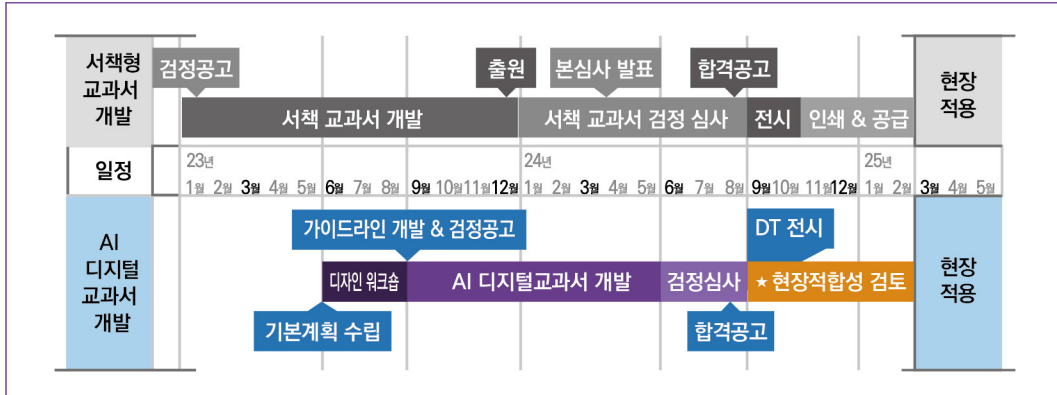 서책형
교과서
개발
검정공고
출원
본심사 발표
합격공고
서책 교과서 개발
서책 교과서 검정 심사
전시
인쇄 & 공급
현장
적용
일정
23년
24년
25년
1월 2월 3월 4월 5월 6월 7월 8월 9월 10월 11월 12월 1월 2월 3월 4월 5월 6월 7월 8월 9월 10월 11월 12월 1월 2월 3월 4월 5월
AI
디지털
교과서
개발
가이드라인 개발 & 검정공고
DT 전시
디자인 워크숍
AI 디지털교과서 개발
검정심사
★ 현장적합성 검토
기본계획 수립
합격공고
현장
적용